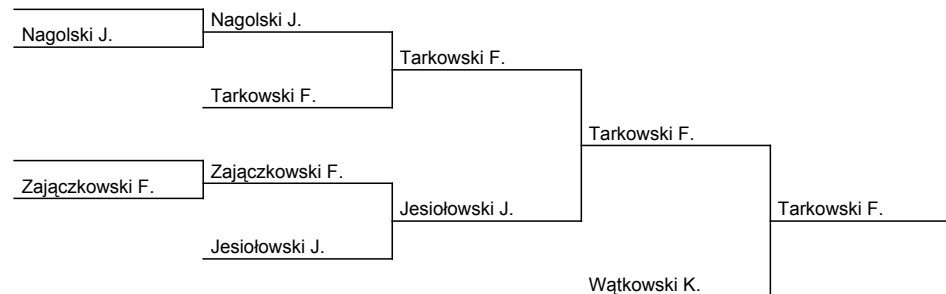 Nagolski J.
Nagolski J.
Tarkowski F.
Tarkowski F.
Tarkowski F.
Zajączkowski F.
Zajączkowski F.
Jesiołowski J.
Tarkowski F.
Jesiołowski J.
Wątkowski K.